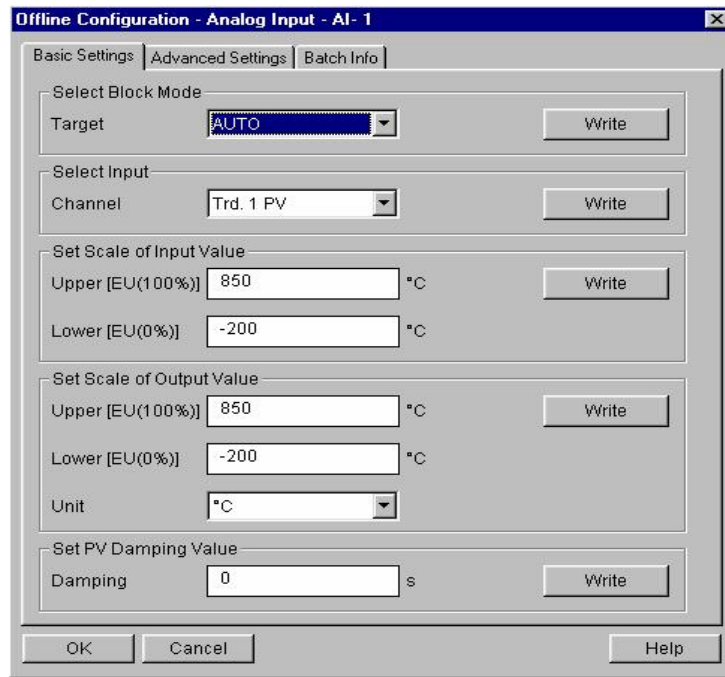 Offline Configuration - Analog Input - AI- 1
Basic Settings Advanced Settings Batch Info
Select Block Mode
Target AUTO Write
Select Input
Channel Trd. 1 PV Write
Set Scale of Input Value
Upper [EU(100%)] 850 °C Write
Lower [EU(0%)] -200 °C
Set Scale of Output Value
Upper [EU(100%)] 850 °C Write
Lower [EU(0%)] -200 °C
Unit °C
Set PV Damping Value
Damping 0 s Write
OK Cancel Help